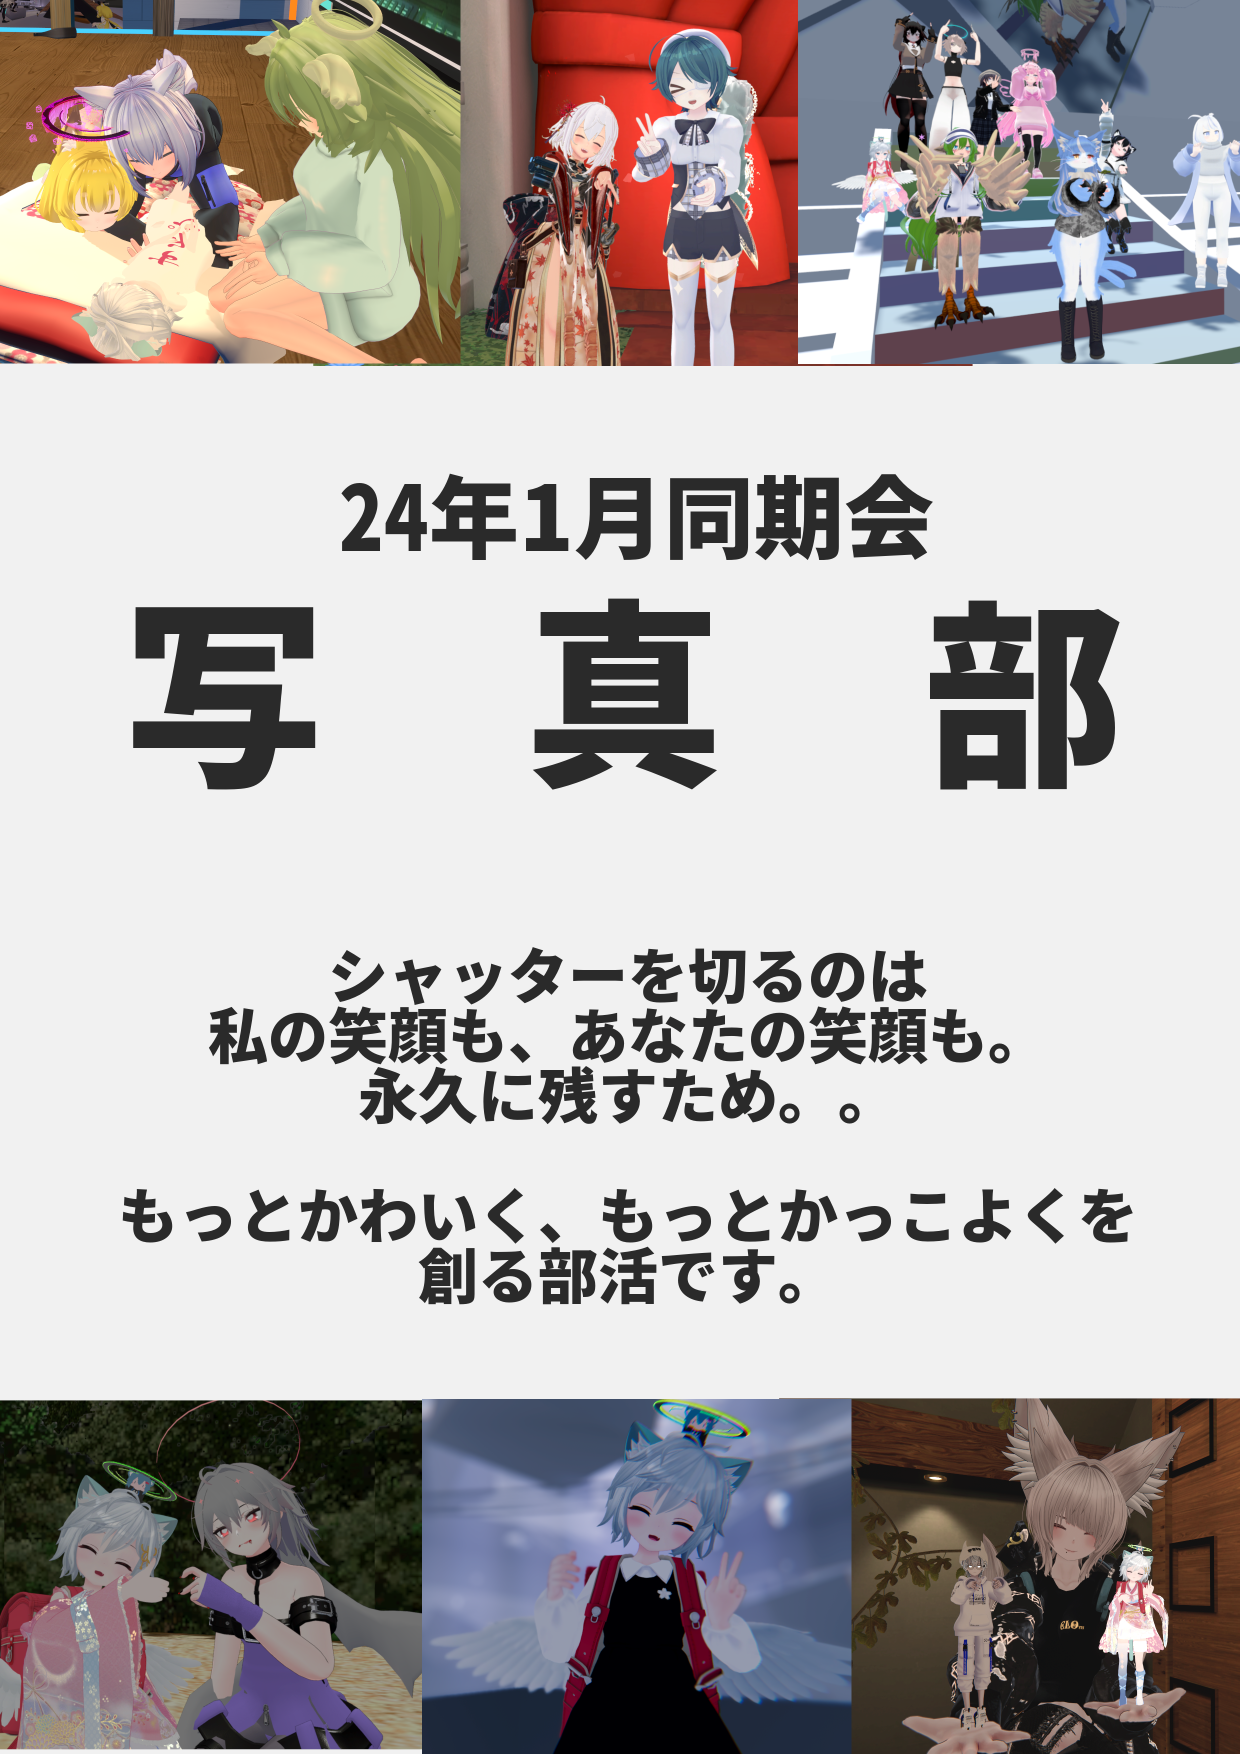 24年1月同期会
写 真 部
シャッターを切るのは
私の笑顔も、あなたの笑顔も。
永久に残すため。。
もっとかわいく、もっとかっこよくを
創る部活です。